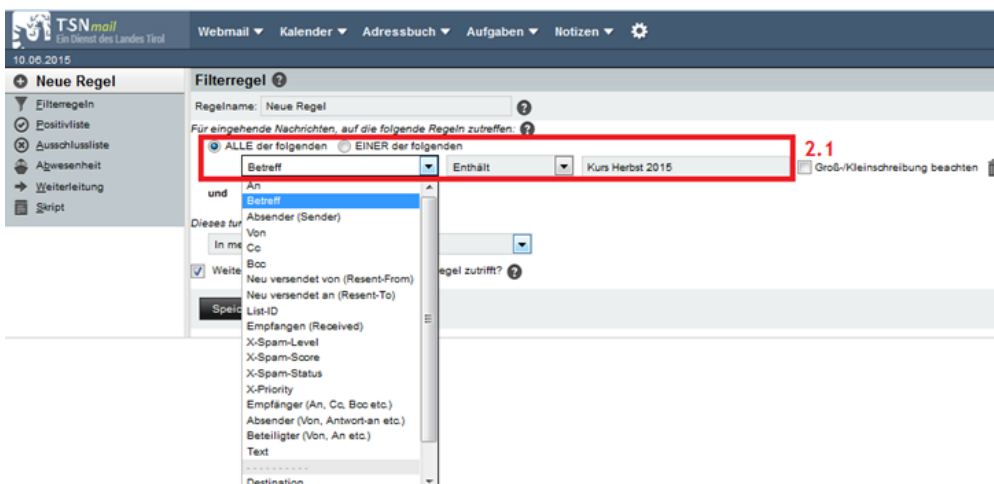 TSNmail
Ein Dienst des Landes Tirol
Webmail Kalender Adressbuch Aufgaben Notizen
10.06.2015
Neue Regel
Filterregel
Filterregeln
Positivliste
Ausschlussliste
Abwesenheit
Weiterleitung
Skript
Regelname: Neue Regel
Für eingehende Nachrichten, auf die folgende Regeln zutreffen:
ALLE der folgenden EINER der folgenden
2.1
Betreff Enthält Kurs Herbst 2015 Groß-/Kleinschreibung beachten
und
An
Betreff
Absender (Sender)
Dieses tun
Von
In me
Cc
Bcc
Weite egel zutrifft?
Neu versendet von (Resent-From)
Neu versendet an (Resent-To)
Speic
List-ID
Empfangen (Received)
X-Spam-Level
X-Spam-Score
X-Spam-Status
X-Priority
Empfänger (An, Cc, Bcc etc.)
Absender (Von, Antwort-an etc.)
Beteiligter (Von, An etc.)
Text
- - - - - - - - - -
Destination